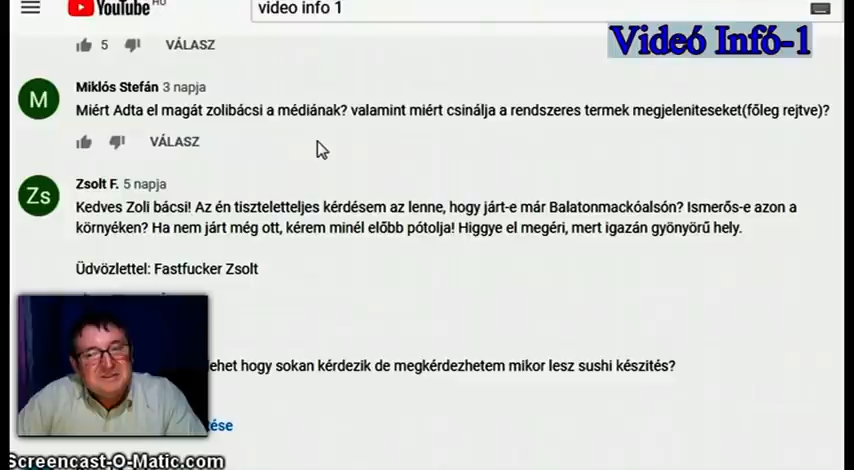 YouTube HU
video info 1
Videó Infó-1
5 VÁLASZ
Miklós Stefán 3 napja
M
Miért Adta el magát zolibácsi a médiának? valamint miért csinálja a rendszeres termek megjeleniteseket(főleg rejtve)?
VÁLASZ
Zsolt F. 5 napja
Zs
Kedves Zoli bácsi! Az én tiszteletteljes kérdésem az lenne, hogy járt-e már Balatonmackóalsón? Ismerős-e azon a
környéken? Ha nem járt még ott, kérem minél előbb pótolja! Higgye el megéri, mert igazán gyönyörű hely.
Üdvözlettel: Fastfucker Zsolt
lehet hogy sokan kérdezik de megkérdezhetem mikor lesz sushi készités?
Screencast-O-Matic.com